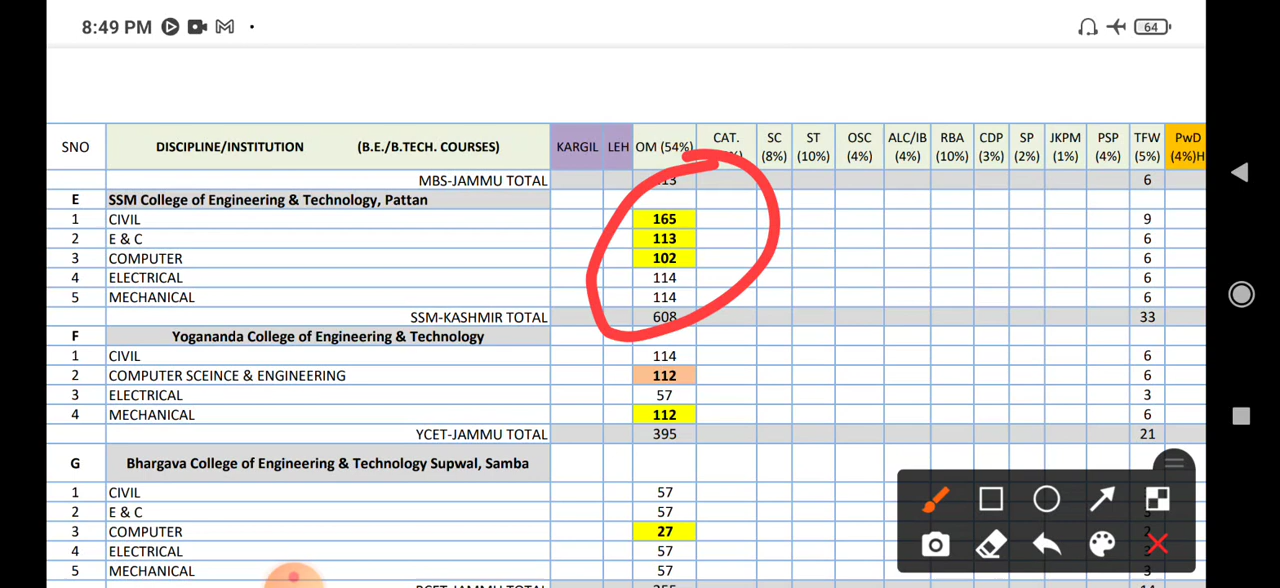 8:49 PM 64
SNO DISCIPLINE/INSTITUTION (B.E./B.TECH. COURSES) KARGIL LEH OM (54%) CAT. SC (8%) ST (10%) OSC (4%) ALC/IB (4%) RBA (10%) CDP (3%) SP (2%) JKPM (1%) PSP (4%) TFW (5%) PwD (4%)H
MBS-JAMMU TOTAL 6
E SSM College of Engineering & Technology, Pattan
1 CIVIL 165 9
2 E & C 113 6
3 COMPUTER 102 6
4 ELECTRICAL 114 6
5 MECHANICAL 114 6
SSM-KASHMIR TOTAL 608 33
F Yogananda College of Engineering & Technology
1 CIVIL 114 6
2 COMPUTER SCEINCE & ENGINEERING 112 6
3 ELECTRICAL 57 3
4 MECHANICAL 112 6
YCET-JAMMU TOTAL 395 21
G Bhargava College of Engineering & Technology Supwal, Samba
1 CIVIL 57
2 E & C 57
3 COMPUTER 27
4 ELECTRICAL 57
5 MECHANICAL 57